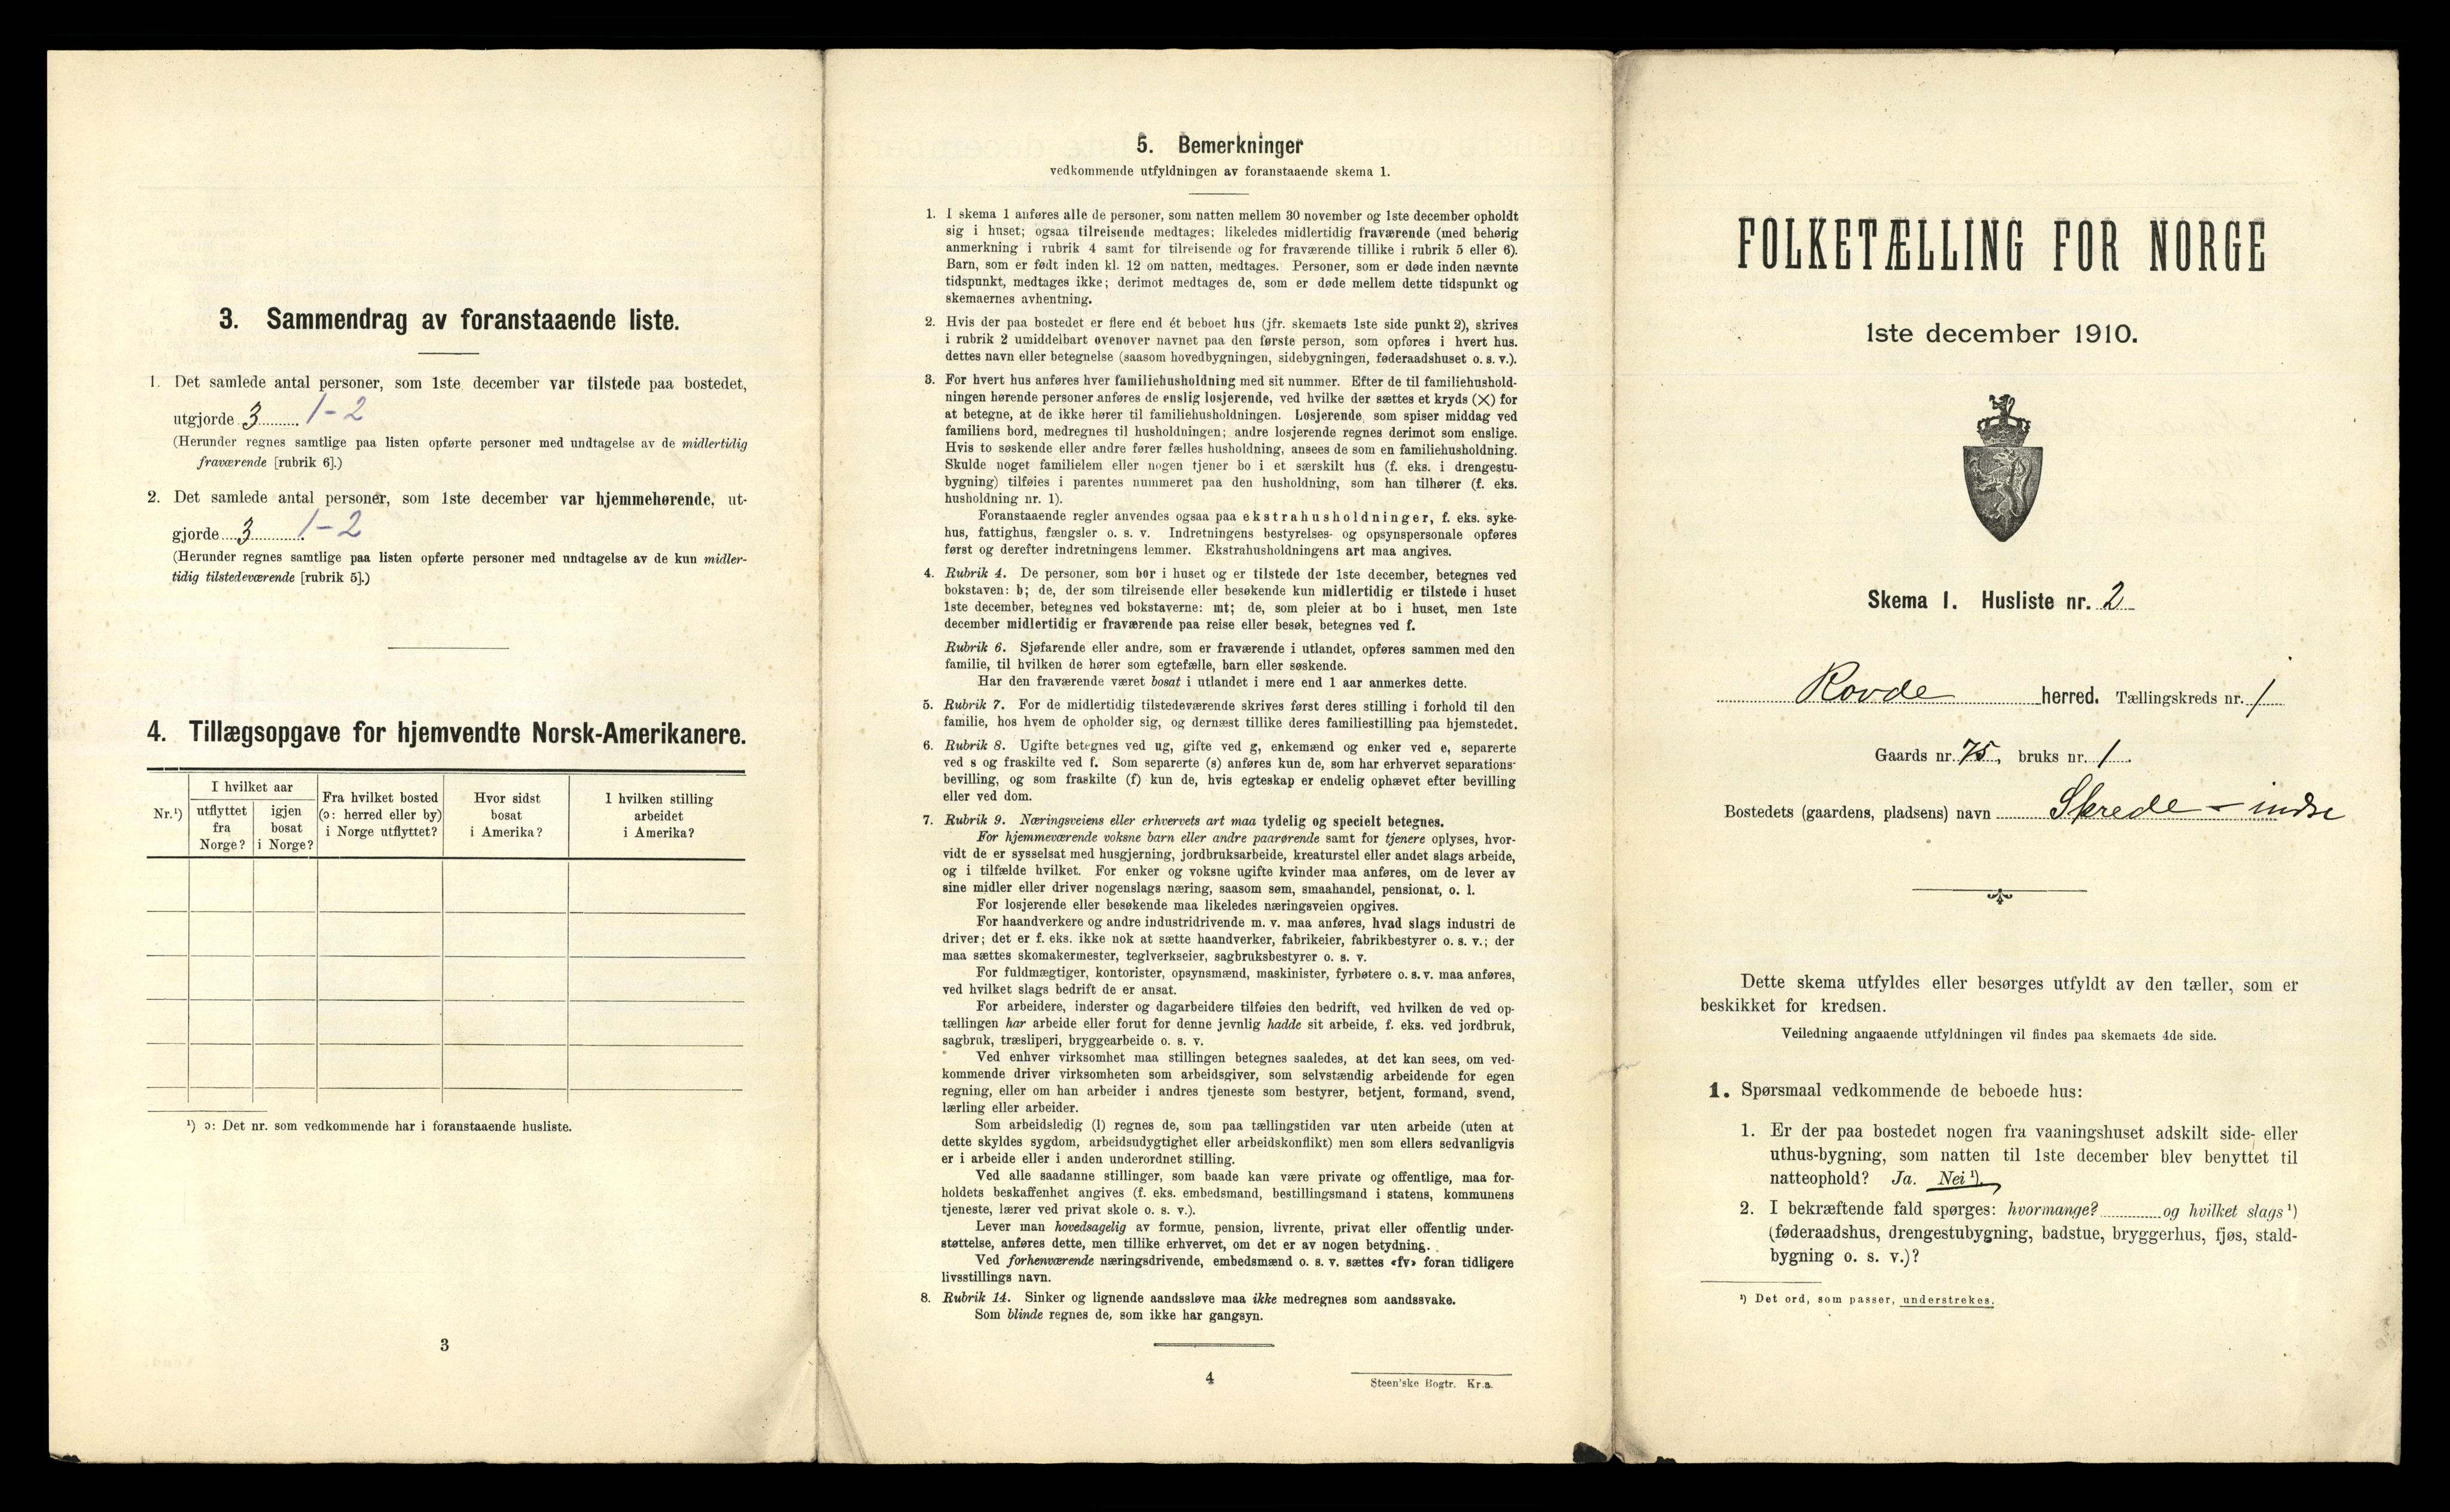 3. Sammendrag av foranstaaende liste.
1. Det samlede antal personer, som 1ste december var tilstede paa bostedet,
utgjorde 3 1-2
(Herunder regnes samtlige paa listen opførte personer med undtagelse av de midlertidig
fraværende [rubrik 6].)
2. Det samlede antal personer, som 1ste december var hjemmehørende, ut-
gjorde 3 1-2
(Herunder regnes samtlige paa listen opførte personer med undtagelse av de kun midler-
tidig tilstedeværende [rubrik 5].)
4. Tillægsopgave for hjemvendte Norsk-Amerikanere.
Nr.¹)
I hvilket aar
utflyttet
fra
Norge?
igjen
bosat
i Norge?
Fra hvilket bosted
(ɔ: herred eller by)
i Norge utflyttet?
Hvor sidst
bosat
i Amerika?
I hvilken stilling
arbeidet
i Amerika?
¹) ɔ: Det nr. som vedkommende har i foranstaaende husliste.
3
5. Bemerkninger
vedkommende utfyldningen av foranstaaende skema 1.
1. I skema 1 anføres alle de personer, som natten mellem 30 november og 1ste december opholdt
sig i huset; ogsaa tilreisende medtages; likeledes midlertidig fraværende (med behørig
anmerkning i rubrik 4 samt for tilreisende og for fraværende tillike i rubrik 5 eller 6).
Barn, som er født inden kl. 12 om natten, medtages. Personer, som er døde inden nævnte
tidspunkt, medtages ikke; derimot medtages de, som er døde mellem dette tidspunkt og
skemaernes avhentning.
2. Hvis der paa bostedet er flere end ét beboet hus (jfr. skemaets 1ste side punkt 2), skrives
i rubrik 2 umiddelbart ovenover navnet paa den første person, som opføres i hvert hus.
dettes navn eller betegnelse (saasom hovedbygningen, sidebygningen, føderaadshuset o. s. v.).
3. For hvert hus anføres hver familiehusholdning med sit nummer. Efter de til familiehushold-
ningen hørende personer anføres de enslig losjerende, ved hvilke der sættes et kryds (×) for
at betegne, at de ikke hører til familiehusholdningen. Losjerende, som spiser middag ved
familiens bord, medregnes til husholdningen; andre losjerende regnes derimot som enslige.
Hvis to søskende eller andre fører fælles husholdning, ansees de som en familiehusholdning.
Skulde noget familielem eller nogen tjener bo i et særskilt hus (f. eks. i drengestu-
bygning) tilføies i parentes nummeret paa den husholdning, som han tilhører (f. eks.
husholdning nr. 1).
Foranstaaende regler anvendes ogsaa paa ekstrahusholdninger, f. eks. syke-
hus, fattighus, fængsler o. s. v. Indretningens bestyrelses- og opsynspersonale opføres
først og derefter indretningens lemmer. Ekstrahusholdningens art maa angives.
4. Rubrik 4. De personer, som bor i huset og er tilstede der 1ste december, betegnes ved
bokstaven: b; de, der som tilreisende eller besøkende kun midlertidig er tilstede i huset
1ste december, betegnes ved bokstaverne: mt; de, som pleier at bo i huset, men 1ste
december midlertidig er fraværende paa reise eller besøk, betegnes ved f.
Rubrik 6. Sjøfarende eller andre, som er fraværende i utlandet, opføres sammen med den
familie, til hvilken de hører som egtefælle, barn eller søskende.
Har den fraværende været bosat i utlandet i mere end 1 aar anmerkes dette.
5. Rubrik 7. For de midlertidig tilstedeværende skrives først deres stilling i forhold til den
familie, hos hvem de opholder sig, og dernæst tillike deres familiestilling paa hjemstedet.
6. Rubrik 8. Ugifte betegnes ved ug, gifte ved g, enkemænd og enker ved e, separerte
ved s og fraskilte ved f. Som separerte (s) anføres kun de, som har erhvervet separations-
bevilling, og som fraskilte (f) kun de, hvis egteskap er endelig ophævet efter bevilling
eller ved dom.
7. Rubrik 9. Næringsveiens eller erhvervets art maa tydelig og specielt betegnes.
For hjemmeværende voksne barn eller andre paarørende samt for tjenere oplyses, hvor-
vidt de er sysselsat med husgjerning, jordbruksarbeide, kreaturstel eller andet slags arbeide,
og i tilfælde hvilket. For enker og voksne ugifte kvinder maa anføres, om de lever av
sine midler eller driver nogenslags næring, saasom søm, smaahandel, pensionat, o. l.
For losjerende eller besøkende maa likeledes næringsveien opgives.
For haandverkere og andre industridrivende m. v. maa anføres, hvad slags industri de
driver; det er f. eks. ikke nok at sætte haandverker, fabrikeier, fabrikbestyrer o. s. v.; der
maa sættes skomakermester, teglverkseier, sagbruksbestyrer o. s. v.
For fuldmægtiger, kontorister, opsynsmænd, maskinister, fyrbøtere o. s. v. maa anføres,
ved hvilket slags bedrift de er ansat.
For arbeidere, inderster og dagarbeidere tilføies den bedrift, ved hvilken de ved op-
tællingen har arbeide eller forut for denne jevnlig hadde sit arbeide, f. eks. ved jordbruk,
sagbruk, træsliperi, bryggearbeide o. s. v.
Ved enhver virksomhet maa stillingen betegnes saaledes, at det kan sees, om ved-
kommende driver virksomheten som arbeidsgiver, som selvstændig arbeidende for egen
regning, eller om han arbeider i andres tjeneste som bestyrer, betjent, formand, svend,
lærling eller arbeider.
Som arbeidsledig (l) regnes de, som paa tællingstiden var uten arbeide (uten at
dette skyldes sygdom, arbeidsudygtighet eller arbeidskonflikt) men som ellers sedvanligvis
er i arbeide eller i anden underordnet stilling.
Ved alle saadanne stillinger, som baade kan være private og offentlige, maa for-
holdets beskaffenhet angives (f. eks. embedsmand, bestillingsmand i statens, kommunens
tjeneste, lærer ved privat skole o. s. v.).
Lever man hovedsagelig av formue, pension, livrente, privat eller offentlig under-
støttelse, anføres dette, men tillike erhvervet, om det er av nogen betydning.
Ved forhenværende næringsdrivende, embedsmænd o. s. v. sættes «fv» foran tidligere
livsstillings navn.
8. Rubrik 14. Sinker og lignende aandssløve maa ikke medregnes som aandssvake.
Som blinde regnes de, som ikke har gangsyn.
4
Steen'ske Bogtr. Kr.a.
FOLKETÆLLING FOR NORGE
1ste december 1910.
Skema 1. Husliste nr. 2
Rovde herred. Tællingskreds nr. 1
Gaards nr. 75, bruks nr. 1.
Bostedets (gaardens, pladsens) navn Skrede - indre
Dette skema utfyldes eller besørges utfyldt av den tæller, som er
beskikket for kredsen.
Veiledning angaaende utfyldningen vil findes paa skemaets 4de side.
1. Spørsmaal vedkommende de beboede hus:
1. Er der paa bostedet nogen fra vaaningshuset adskilt side- eller
uthus-bygning, som natten til 1ste december blev benyttet til
natteophold? Ja. Nei ¹).
2. I bekræftende fald spørges: hvormange? og hvilket slags ¹)
(føderaadshus, drengestubygning, badstue, bryggerhus, fjøs, stald-
bygning o. s. v.)?
¹) Det ord, som passer, understrekes.